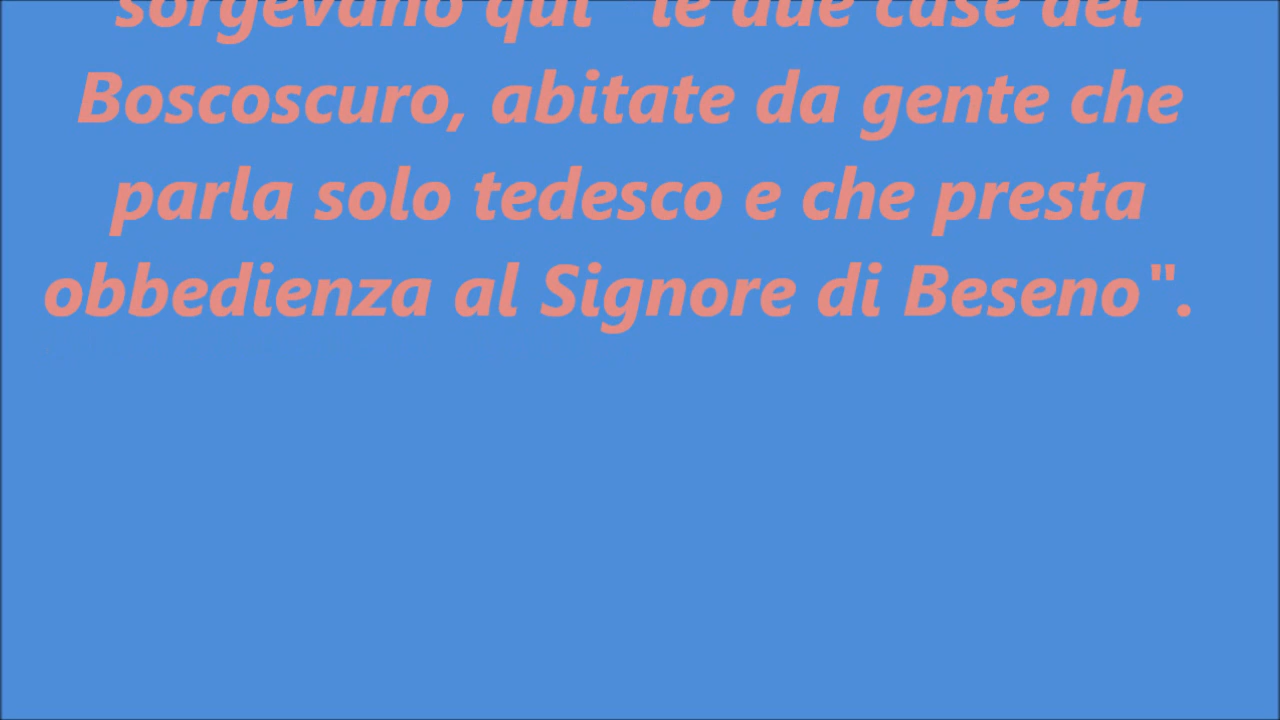 sorgevano qui "le due case del
Boscoscuro, abitate da gente che
parla solo tedesco e che presta
obbedienza al Signore di Beseno".